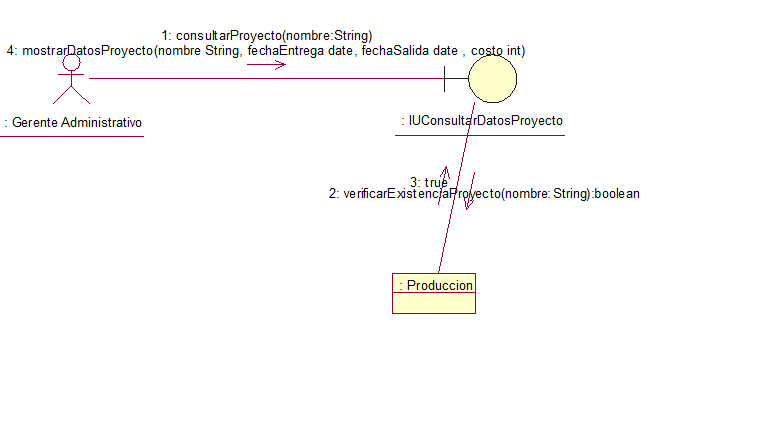 1: consultarProyecto(nombre:String)
4: mostrarDatosProyecto(nombre String, fechaEntrega date, fechaSalida date , costo int)
: Gerente Administrativo
: IUConsultarDatosProyecto
3: true
2: verificarExistenciaProyecto(nombre:String):boolean
: Produccion